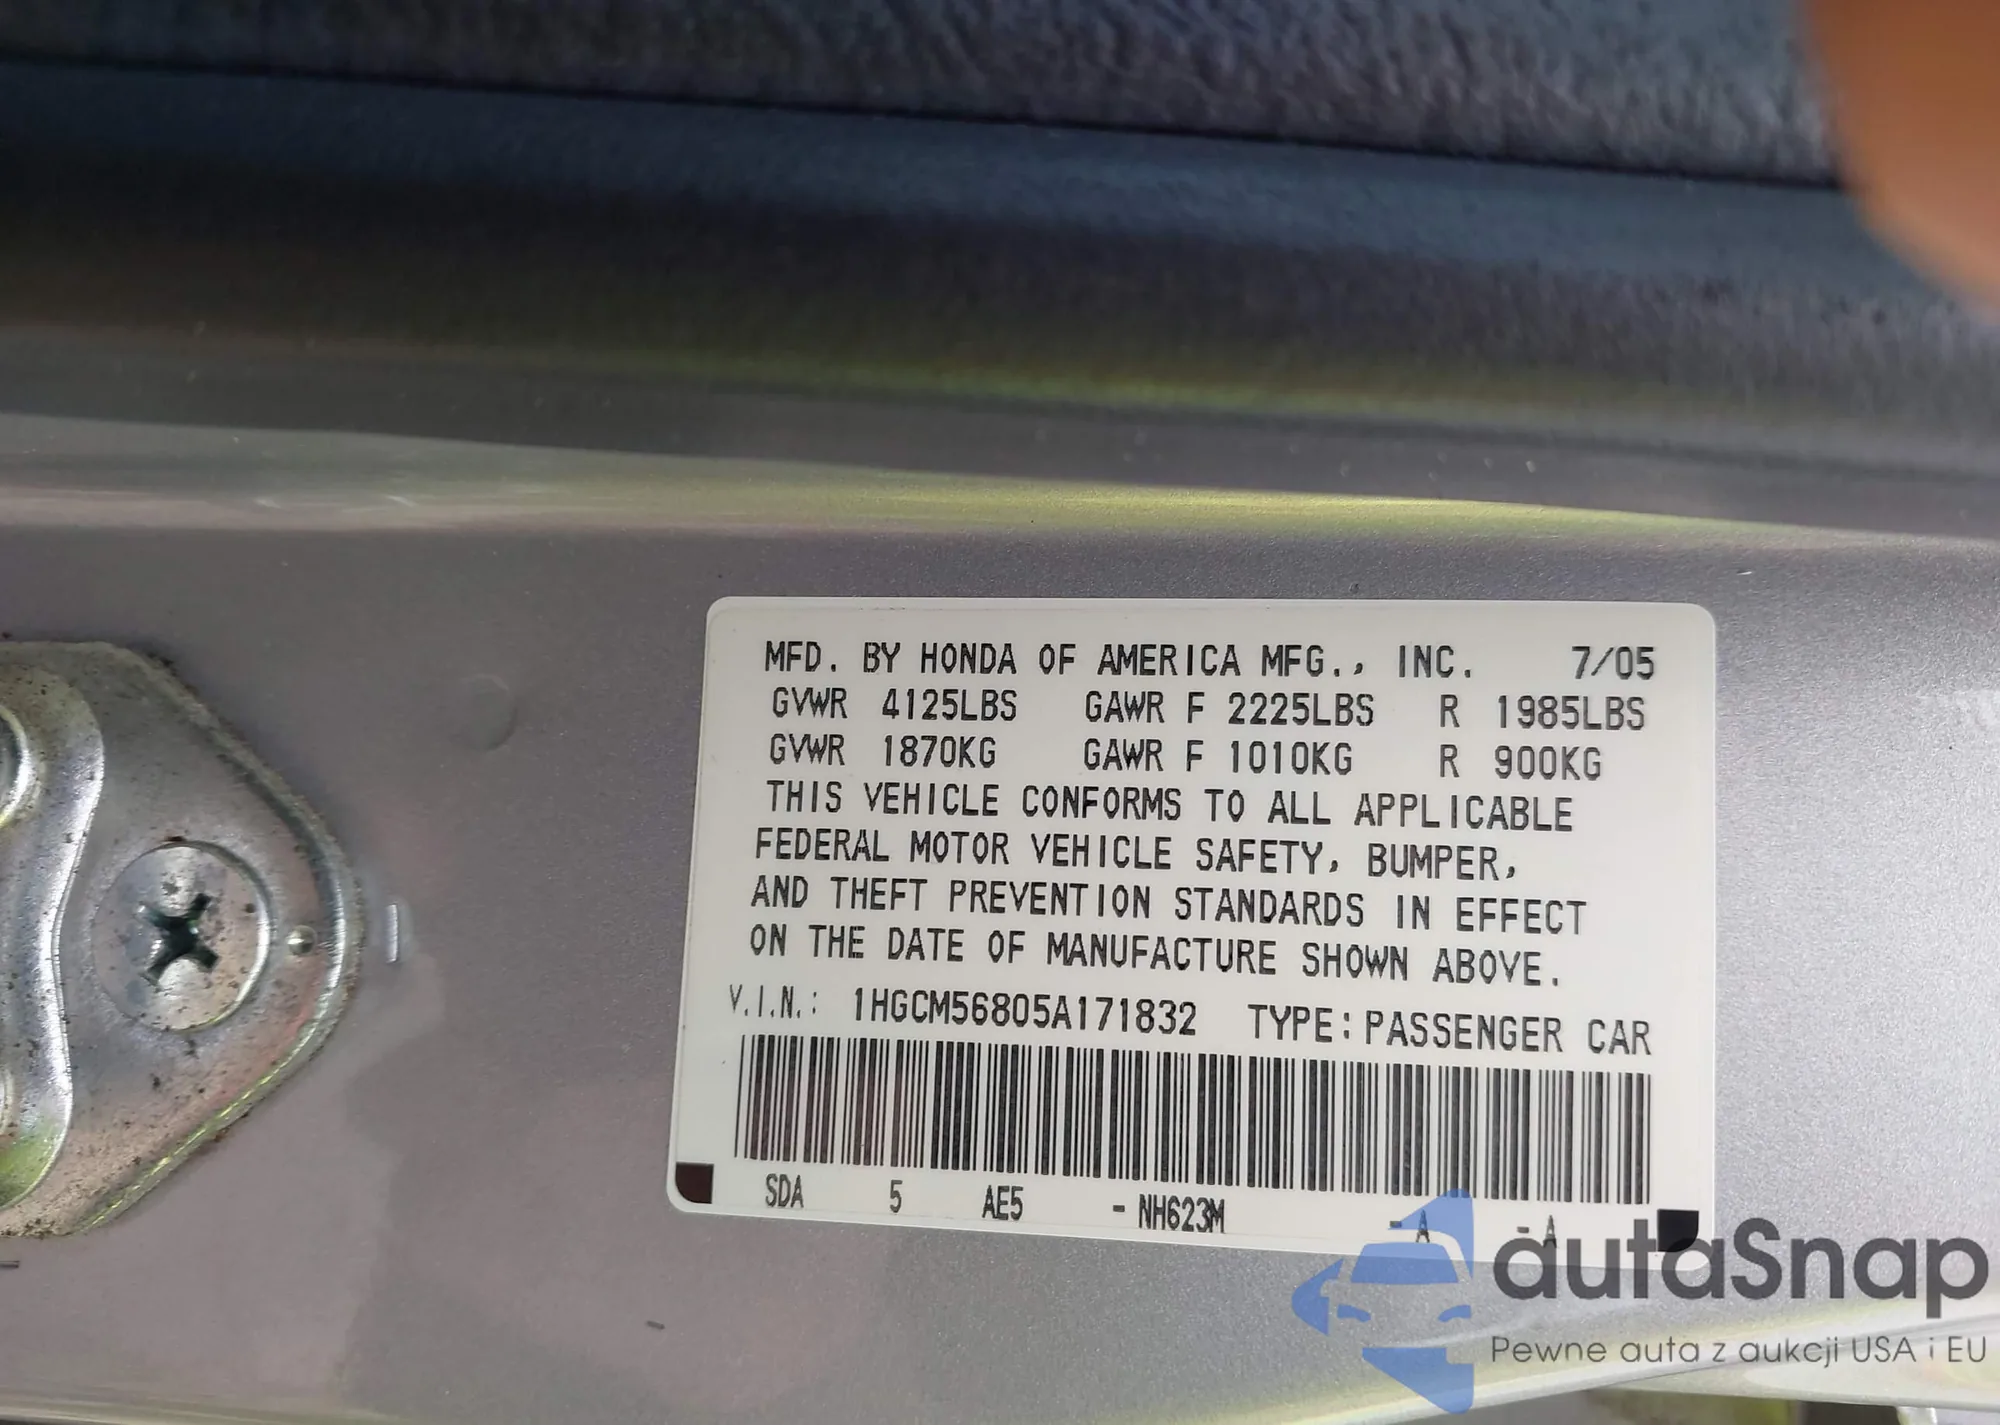 MFD. BY HONDA OF AMERICA MFG., INC. 7/05
GVWR 4125LBS GAWR F 2225LBS R 1985LBS
GVWR 1870KG GAWR F 1010KG R 900KG
THIS VEHICLE CONFORMS TO ALL APPLICABLE
FEDERAL MOTOR VEHICLE SAFETY, BUMPER,
AND THEFT PREVENTION STANDARDS IN EFFECT
ON THE DATE OF MANUFACTURE SHOWN ABOVE.
V.I.N.: 1HGCM56805A171832 TYPE: PASSENGER CAR
SDA 5 AE5 - NH623M - A - A
autaSnap
Pewne auta z aukcji USA i EU